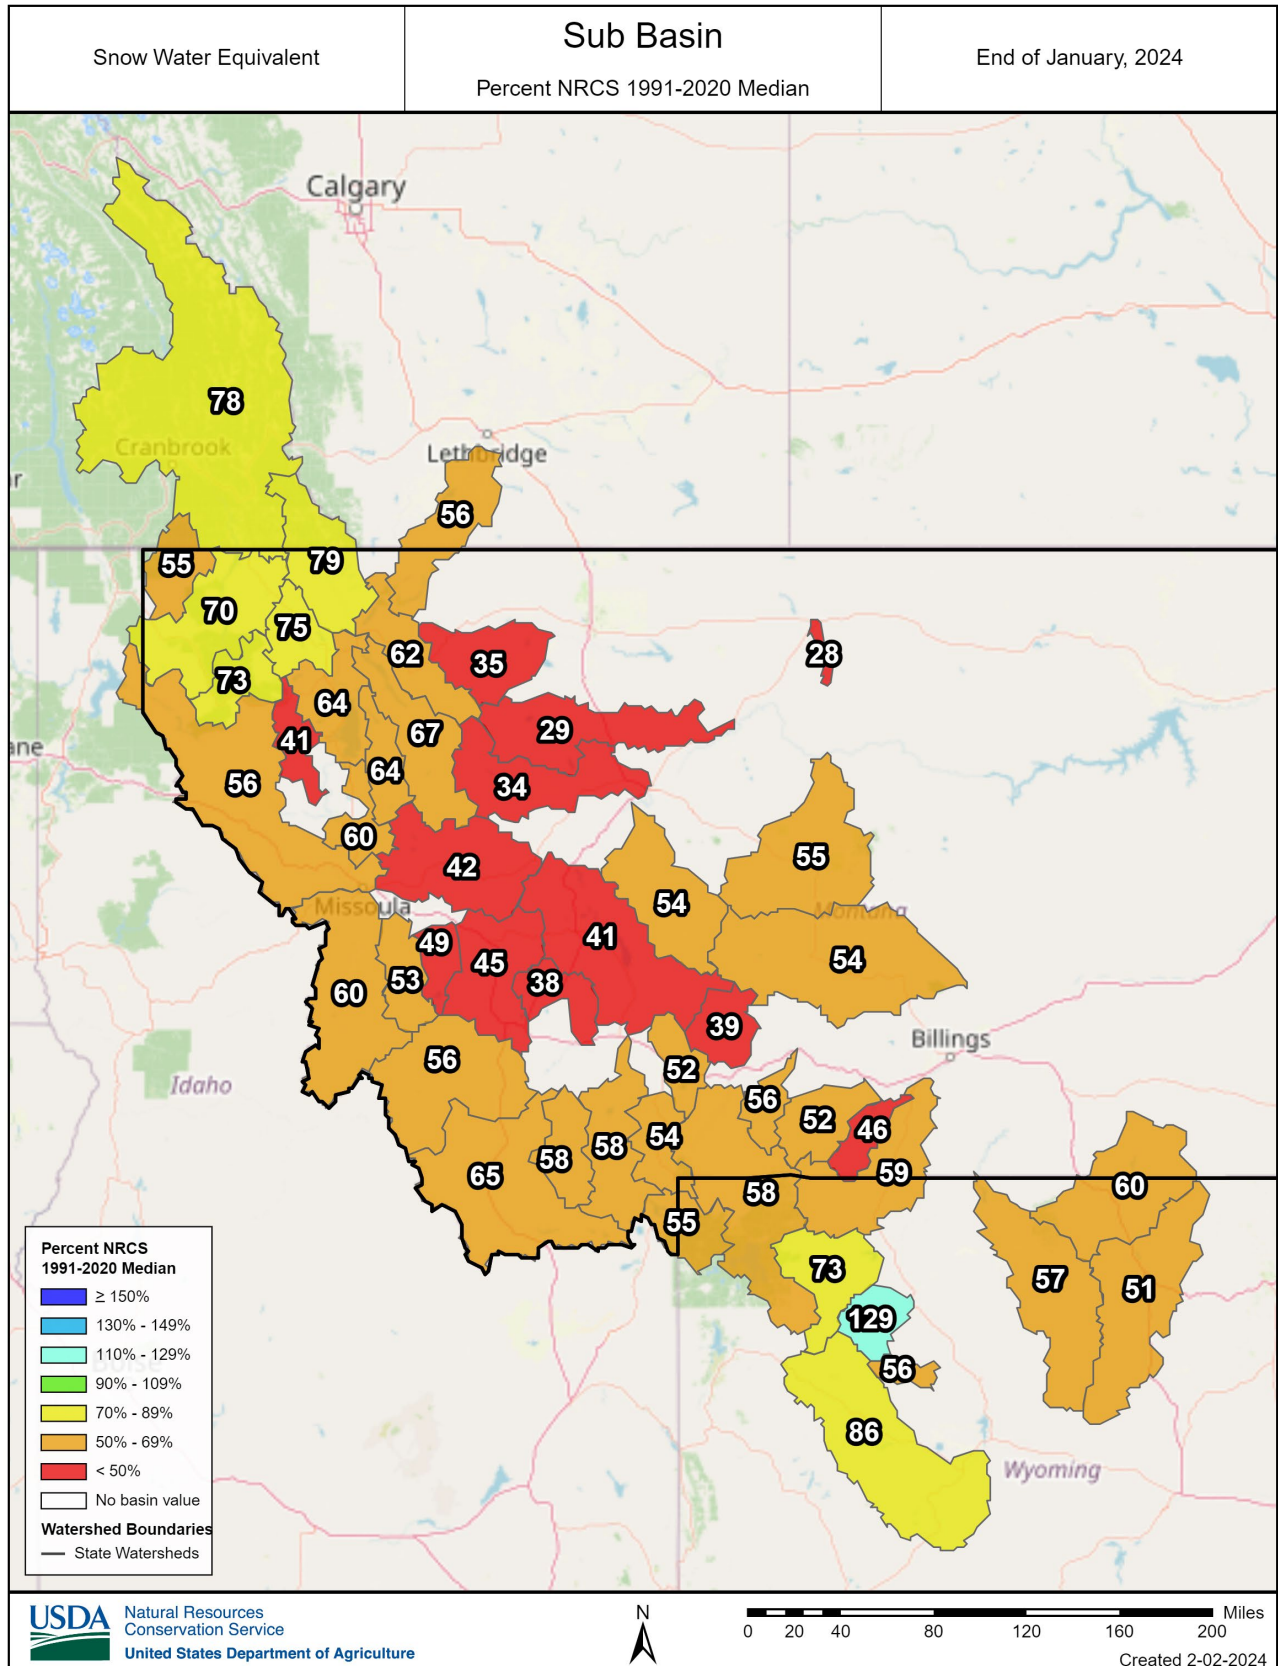 Snow Water Equivalent
Sub Basin
Percent NRCS 1991-2020 Median
End of January, 2024
Calgary
78
Cranbrook
Lethbridge
56
55
79
70
75
62
35
28
73
64
41
67
29
56
64
34
60
42
55
54
Missoula
Montana
49
41
45
54
53
38
60
39
Billings
56
52
Idaho
56
52
46
54
58
58
59
65
60
58
55
73
57
51
129
56
86
Wyoming
Percent NRCS
1991-2020 Median
≥ 150%
130% - 149%
110% - 129%
90% - 109%
70% - 89%
50% - 69%
< 50%
No basin value
Watershed Boundaries
State Watersheds
USDA
Natural Resources
Conservation Service
United States Department of Agriculture
N
Miles
0 20 40 80 120 160 200
Created 2-02-2024